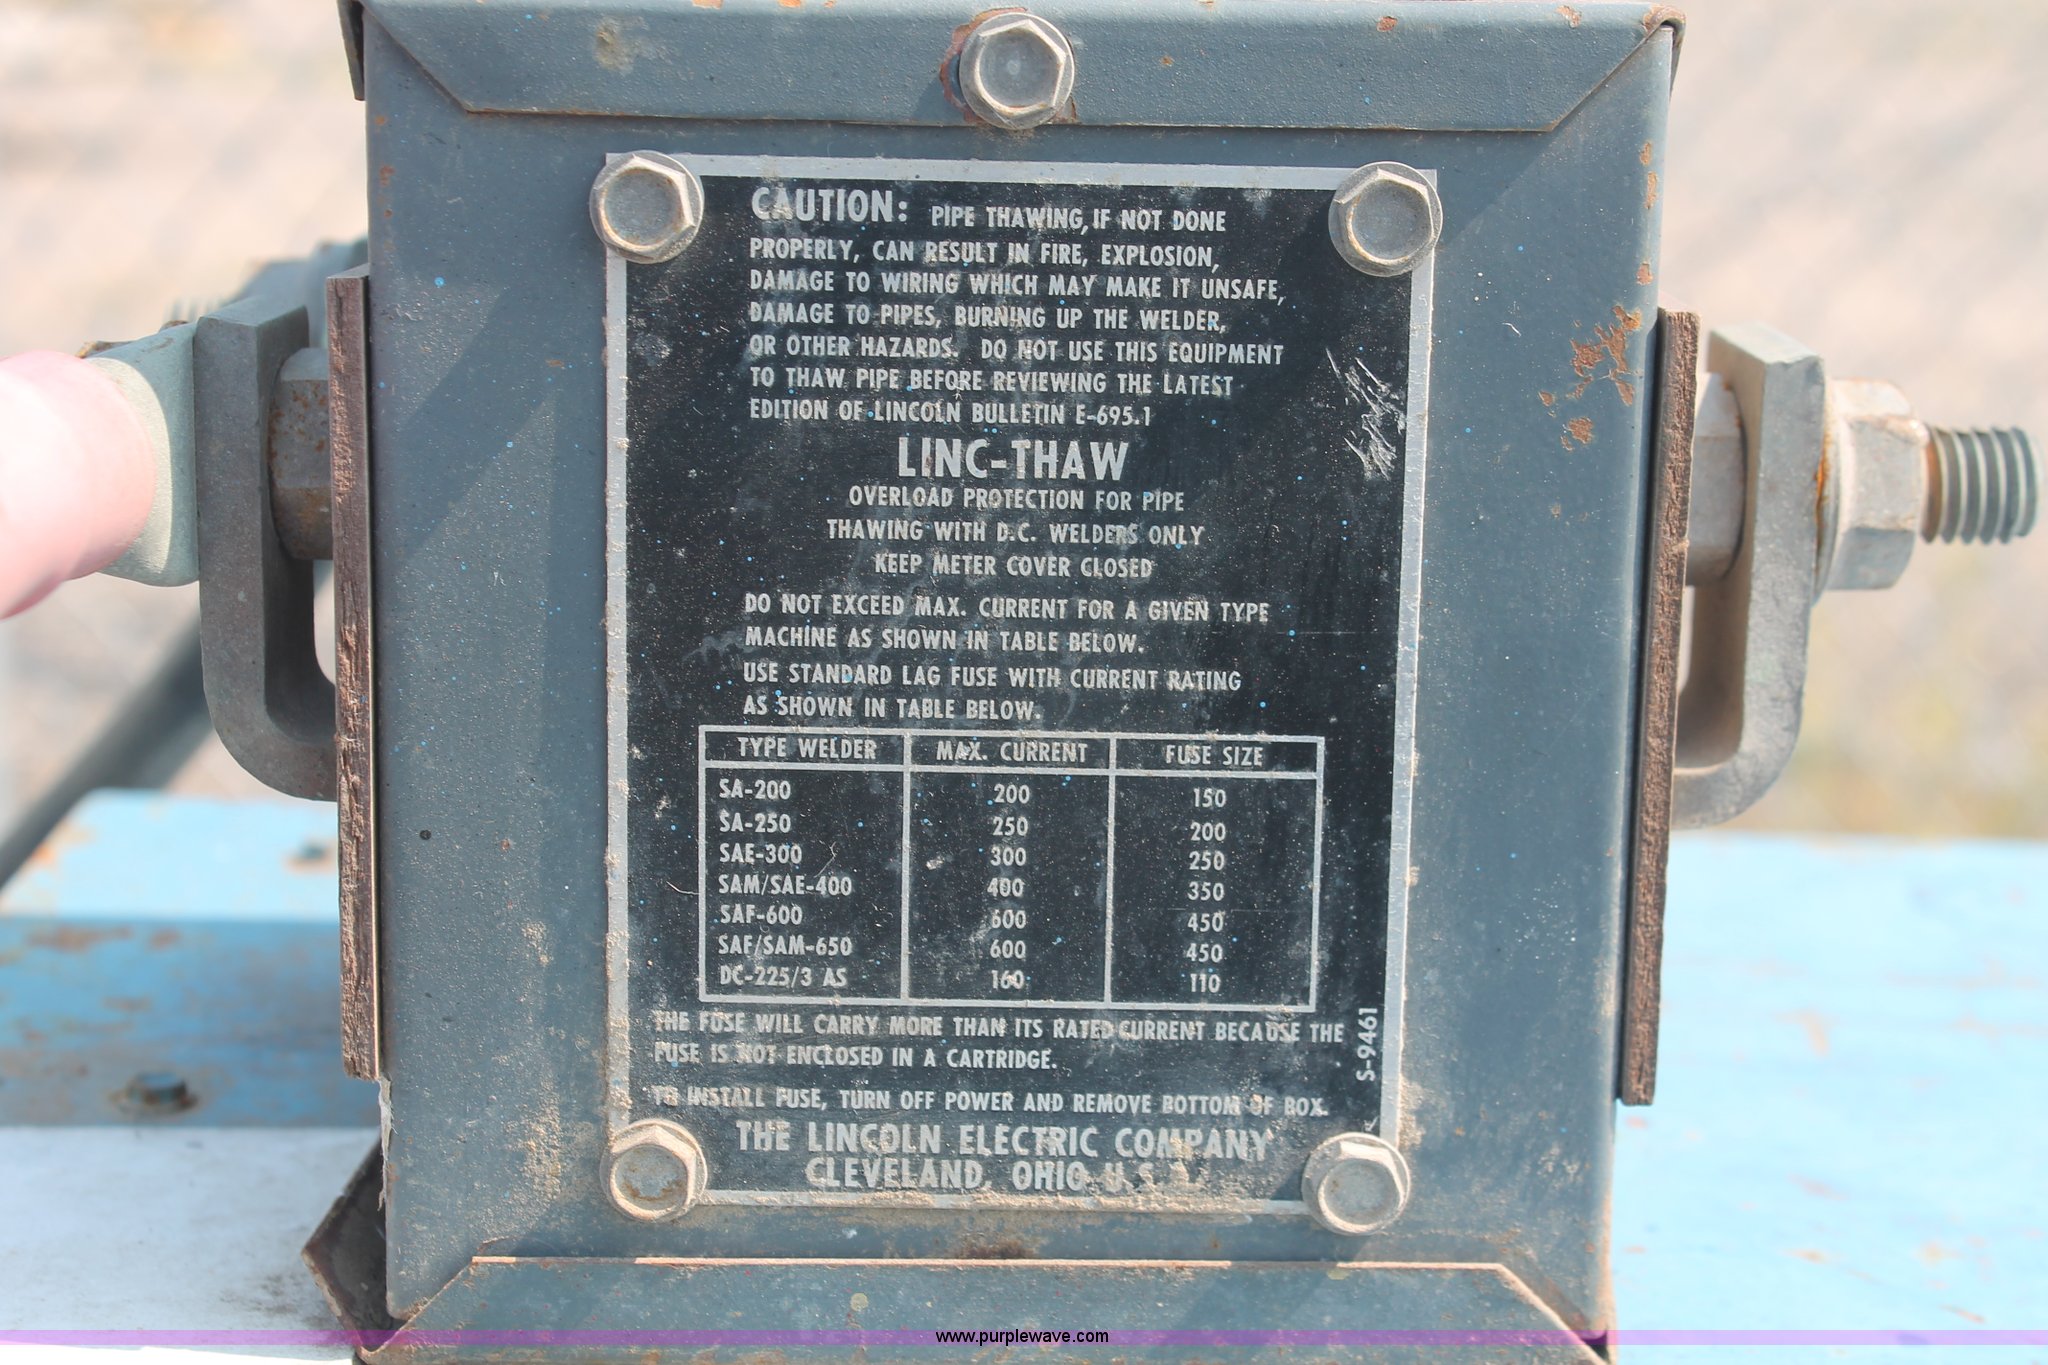 CAUTION: PIPE THAWING, IF NOT DONE
PROPERLY, CAN RESULT IN FIRE, EXPLOSION,
DAMAGE TO WIRING WHICH MAY MAKE IT UNSAFE,
DAMAGE TO PIPES, BURNING UP THE WELDER,
OR OTHER HAZARDS. DO NOT USE THIS EQUIPMENT
TO THAW PIPE BEFORE REVIEWING THE LATEST
EDITION OF LINCOLN BULLETIN E-695.1
LINC-THAW
OVERLOAD PROTECTION FOR PIPE
THAWING WITH D.C. WELDERS ONLY
KEEP METER COVER CLOSED
DO NOT EXCEED MAX. CURRENT FOR A GIVEN TYPE
MACHINE AS SHOWN IN TABLE BELOW.
USE STANDARD LAG FUSE WITH CURRENT RATING
AS SHOWN IN TABLE BELOW.
TYPE WELDER MAX. CURRENT FUSE SIZE
SA-200 200 150
SA-250 250 200
SAE-300 300 250
SAM/SAE-400 400 350
SAF-600 600 450
SAF/SAM-650 600 450
DC-225/3 AS 160 110
THE FUSE WILL CARRY MORE THAN ITS RATED CURRENT BECAUSE THE
FUSE IS NOT ENCLOSED IN A CARTRIDGE.
TO INSTALL FUSE, TURN OFF POWER AND REMOVE BOTTOM OF BOX.
THE LINCOLN ELECTRIC COMPANY
CLEVELAND, OHIO U.S.
S-9461
www.purplewave.com